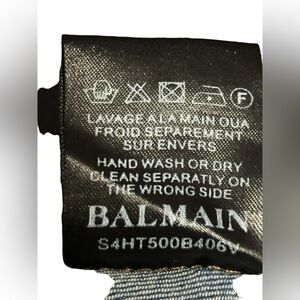 F
LAVAGE A LA MAIN OU A
FROID SEPAREMENT
SUR ENVERS
HAND WASH OR DRY
CLEAN SEPARATLY ON
THE WRONG SIDE
BALMAIN
S4HT500B406V